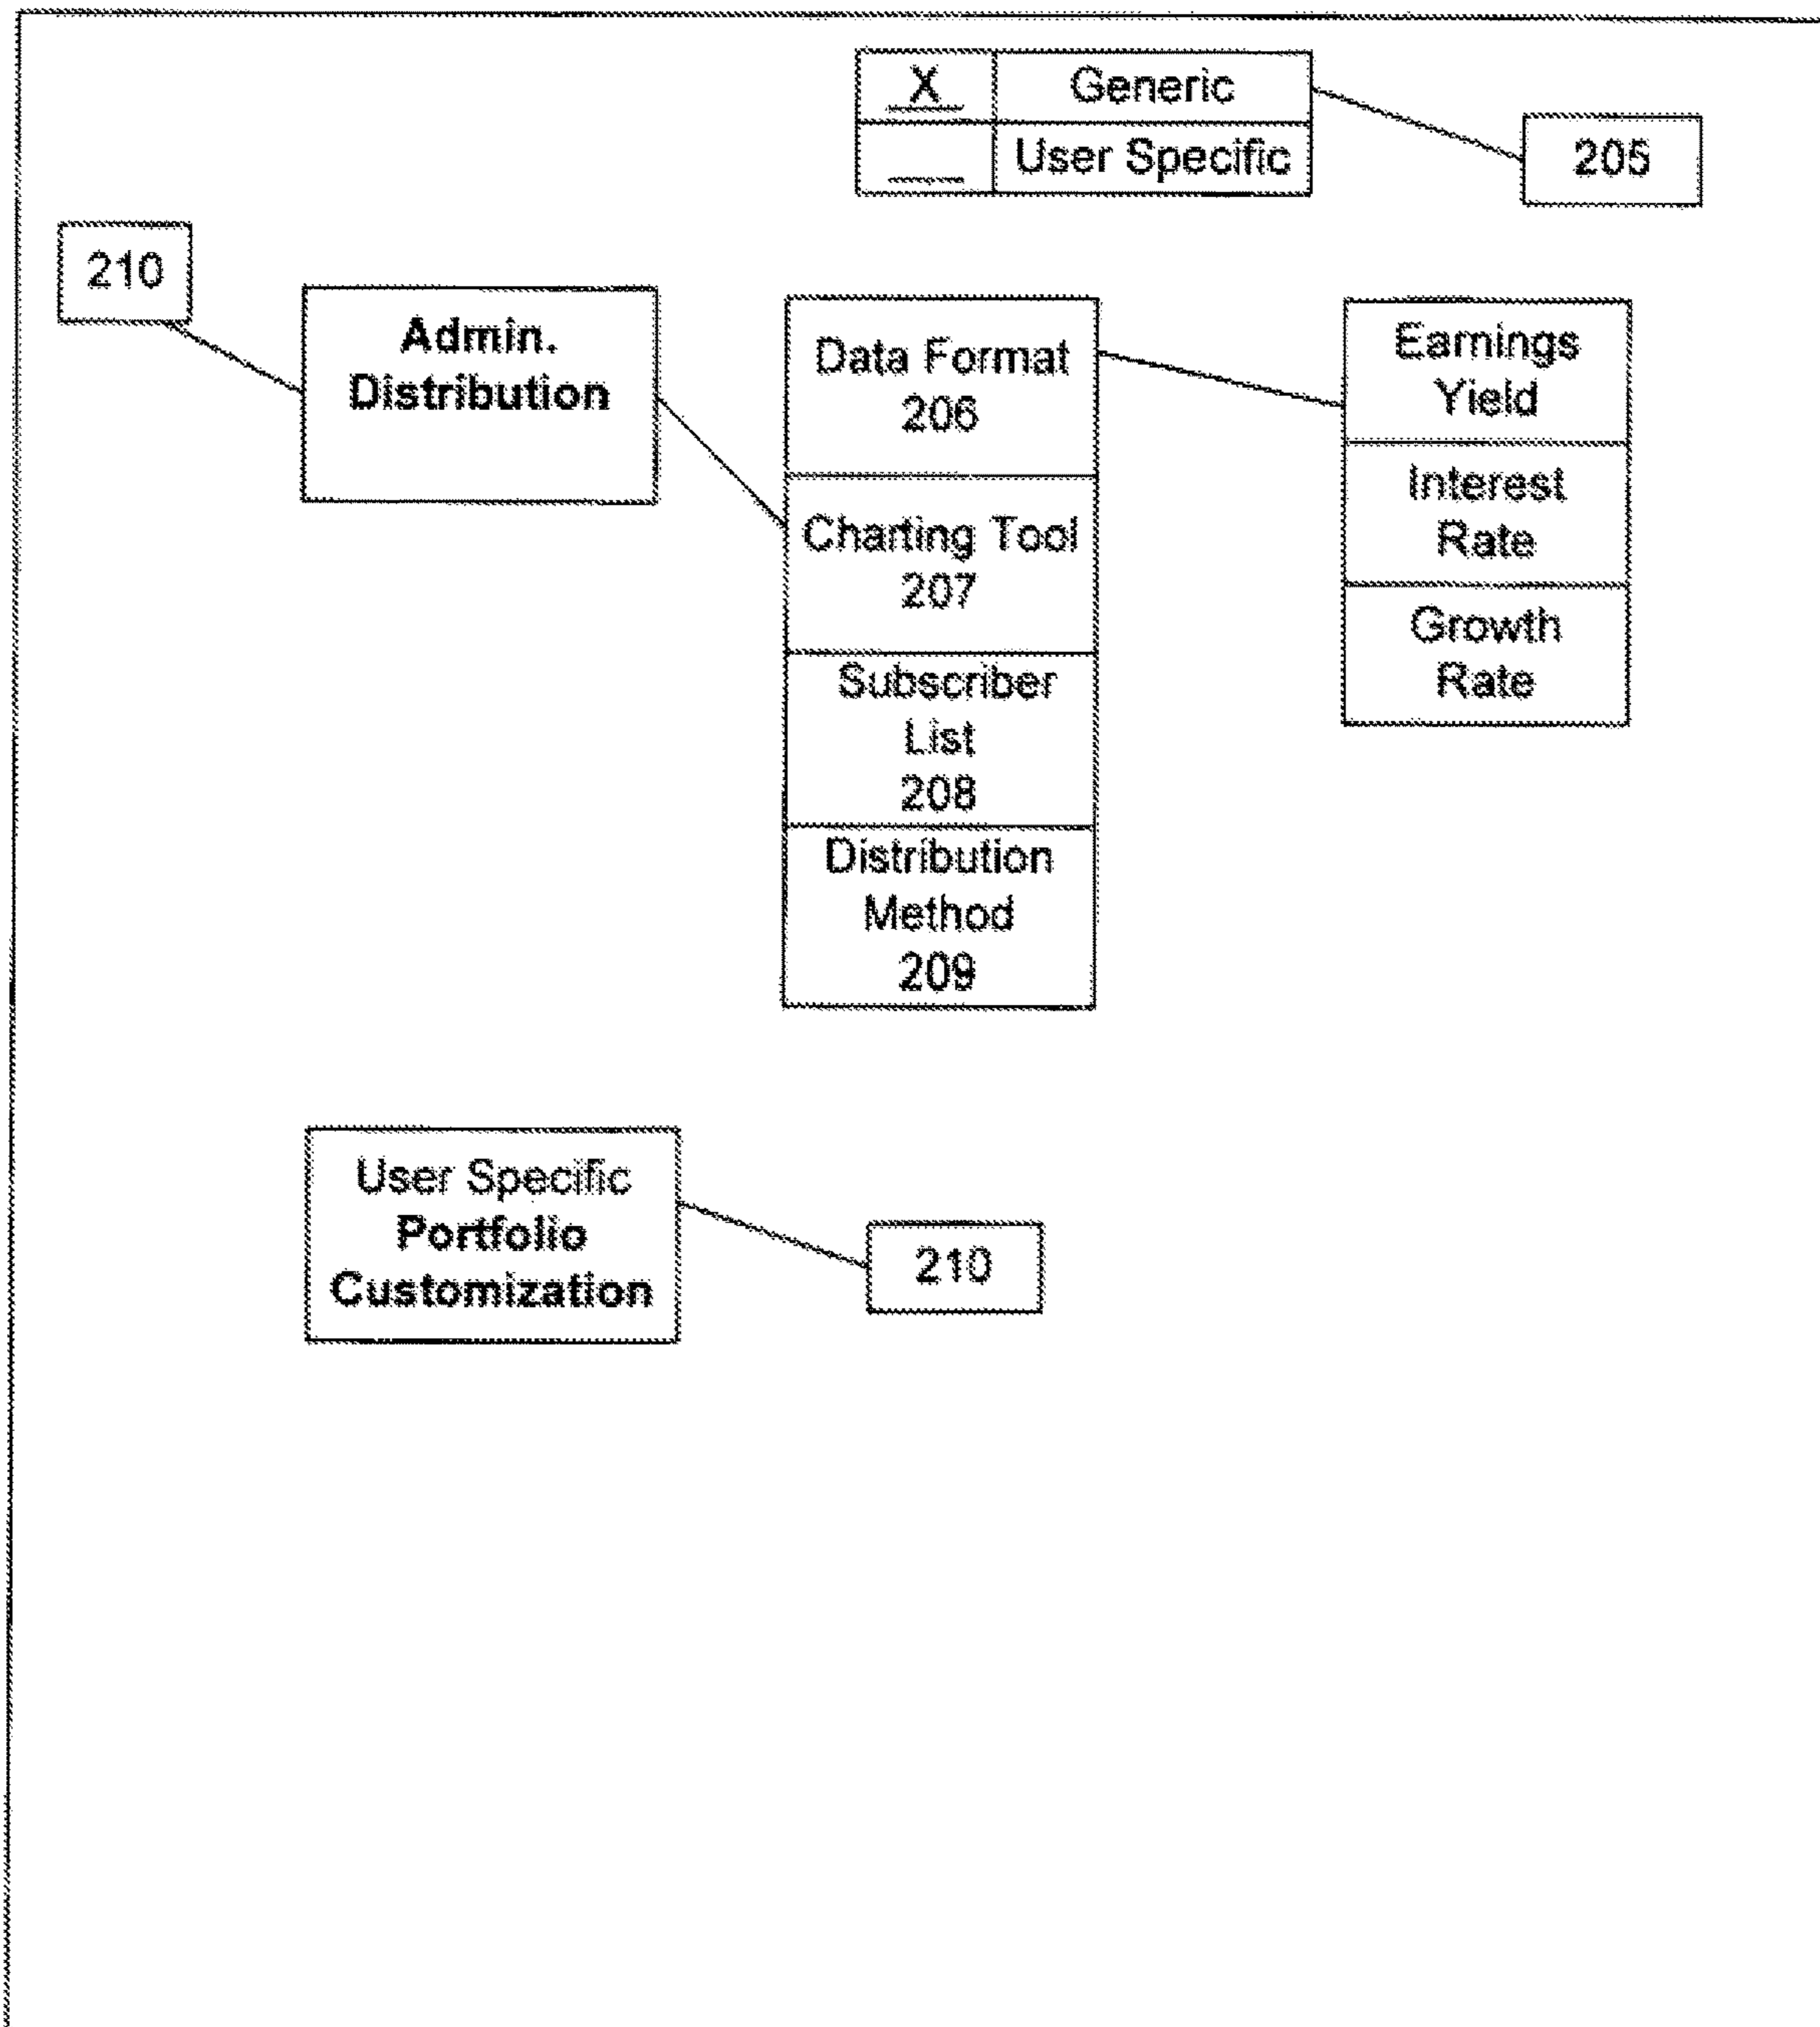 X Generic
User Specific
205
210
Admin.
Distribution
Data Format
206
Charting Tool
207
Subscriber
List
208
Distribution
Method
209
Earnings
Yield
Interest
Rate
Growth
Rate
User Specific
Portfolio
Customization
210